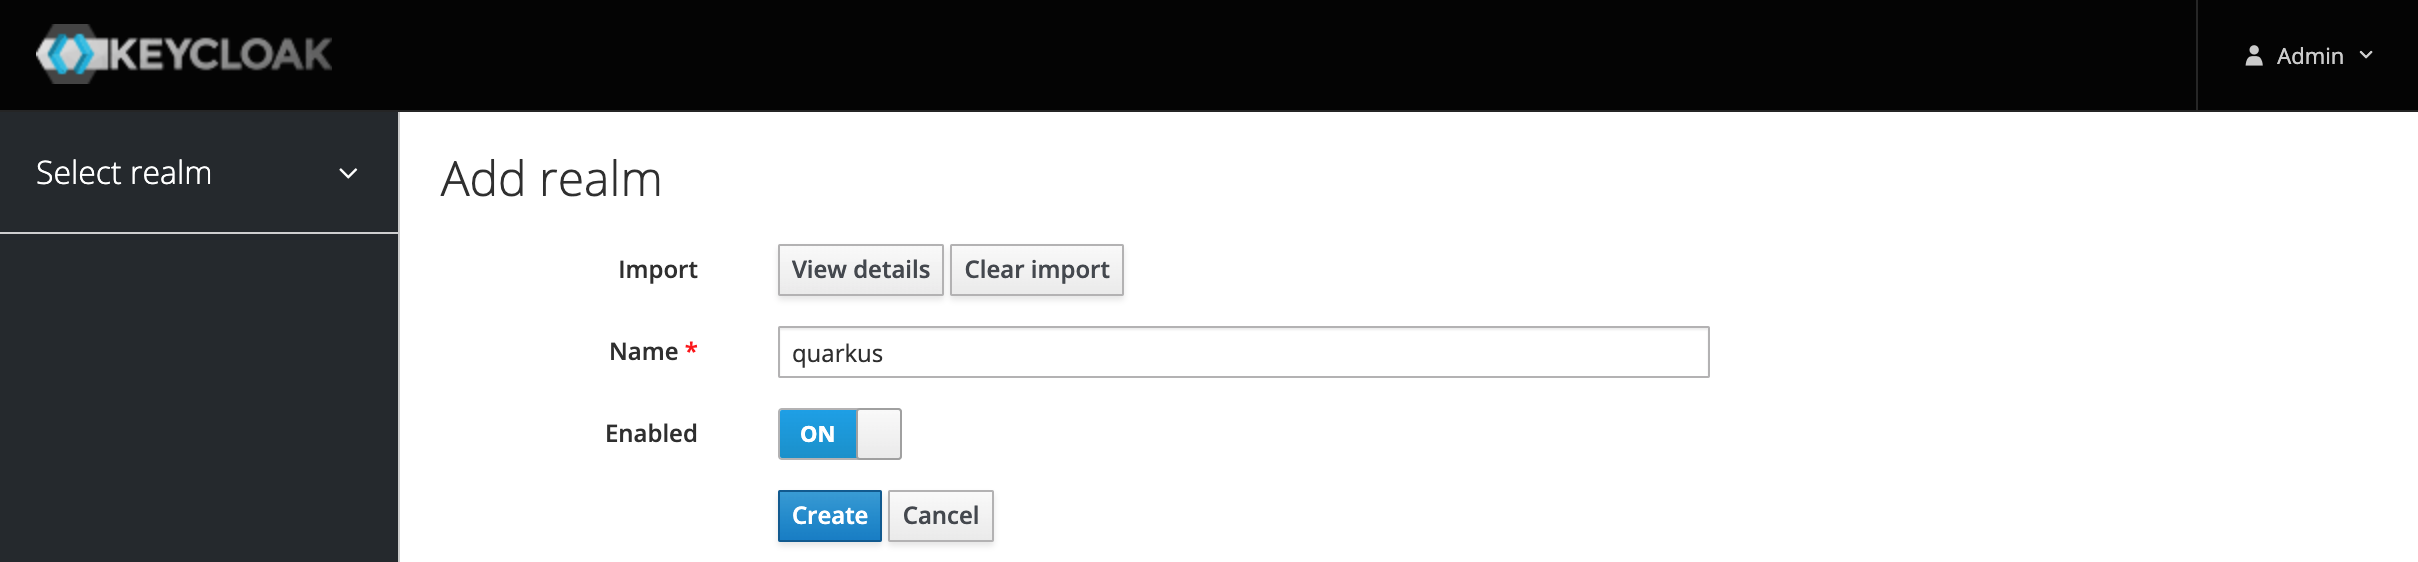 KEYCLOAK
Admin
Select realm
Add realm
Import View details Clear import
Name * quarkus
Enabled ON
Create Cancel